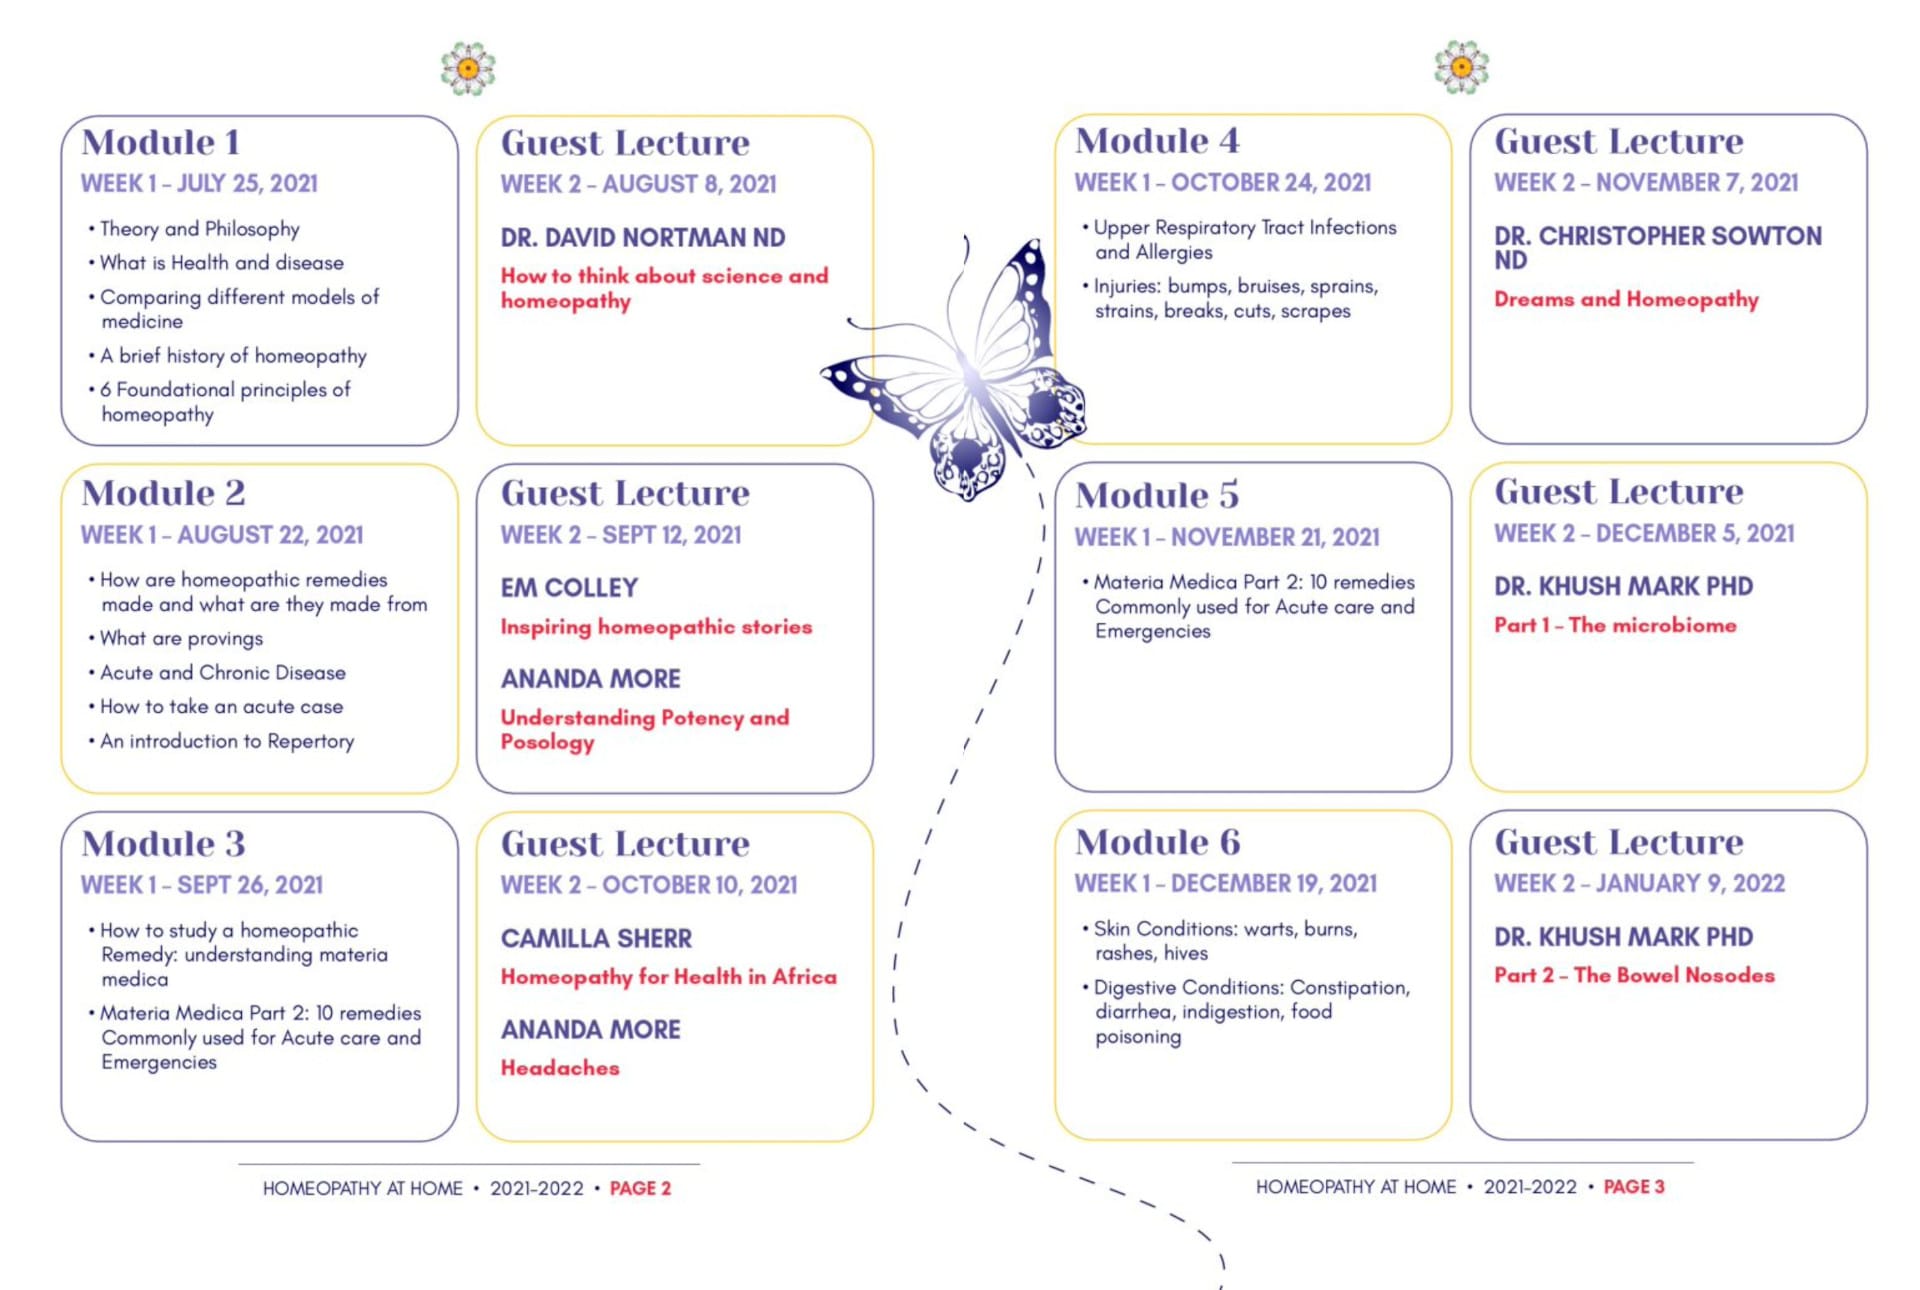 Module 1
WEEK 1 – JULY 25, 2021
• Theory and Philosophy
• What is Health and disease
• Comparing different models of
medicine
• A brief history of homeopathy
• 6 Foundational principles of
homeopathy
Guest Lecture
WEEK 2 – AUGUST 8, 2021
DR. DAVID NORTMAN ND
How to think about science and
homeopathy
Module 2
WEEK 1 – AUGUST 22, 2021
• How are homeopathic remedies
made and what are they made from
• What are provings
• Acute and Chronic Disease
• How to take an acute case
• An introduction to Repertory
Guest Lecture
WEEK 2 – SEPT 12, 2021
EM COLLEY
Inspiring homeopathic stories
ANANDA MORE
Understanding Potency and
Posology
Module 3
WEEK 1 – SEPT 26, 2021
• How to study a homeopathic
Remedy: understanding materia
medica
• Materia Medica Part 2: 10 remedies
Commonly used for Acute care and
Emergencies
Guest Lecture
WEEK 2 – OCTOBER 10, 2021
CAMILLA SHERR
Homeopathy for Health in Africa
ANANDA MORE
Headaches
HOMEOPATHY AT HOME • 2021-2022 • PAGE 2
Module 4
WEEK 1 – OCTOBER 24, 2021
• Upper Respiratory Tract Infections
and Allergies
• Injuries: bumps, bruises, sprains,
strains, breaks, cuts, scrapes
Guest Lecture
WEEK 2 – NOVEMBER 7, 2021
DR. CHRISTOPHER SOWTON
ND
Dreams and Homeopathy
Module 5
WEEK 1 – NOVEMBER 21, 2021
• Materia Medica Part 2: 10 remedies
Commonly used for Acute care and
Emergencies
Guest Lecture
WEEK 2 – DECEMBER 5, 2021
DR. KHUSH MARK PHD
Part 1 – The microbiome
Module 6
WEEK 1 – DECEMBER 19, 2021
• Skin Conditions: warts, burns,
rashes, hives
• Digestive Conditions: Constipation,
diarrhea, indigestion, food
poisoning
Guest Lecture
WEEK 2 – JANUARY 9, 2022
DR. KHUSH MARK PHD
Part 2 – The Bowel Nosodes
HOMEOPATHY AT HOME • 2021-2022 • PAGE 3